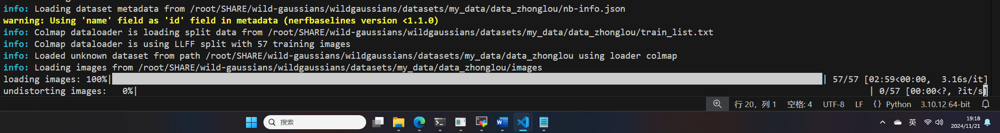 info: Loading dataset metadata from /root/SHARE/wild-gaussians/wildgaussians/datasets/my_data/data_zhonglou/nb-info.json
warning: Using 'name' field as 'id' field in metadata (nerfbaselines version <1.1.0)
info: Colmap dataloader is loading split data from /root/SHARE/wild-gaussians/wildgaussians/datasets/my_data/data_zhonglou/train_list.txt
info: Colmap dataloader is using LLFF split with 57 training images
info: Loaded unknown dataset from path /root/SHARE/wild-gaussians/wildgaussians/datasets/my_data/data_zhonglou using loader colmap
info: Loading images from /root/SHARE/wild-gaussians/wildgaussians/datasets/my_data/data_zhonglou/images
loading images: 100%| | 57/57 [02:59<00:00,  3.16s/it]
undistorting images:   0%| | 0/57 [00:00<?, ?it/s]
行 20，列 1 空格: 4 UTF-8 LF {} Python 3.10.12 64-bit
搜索 英 19:18
2024/11/21